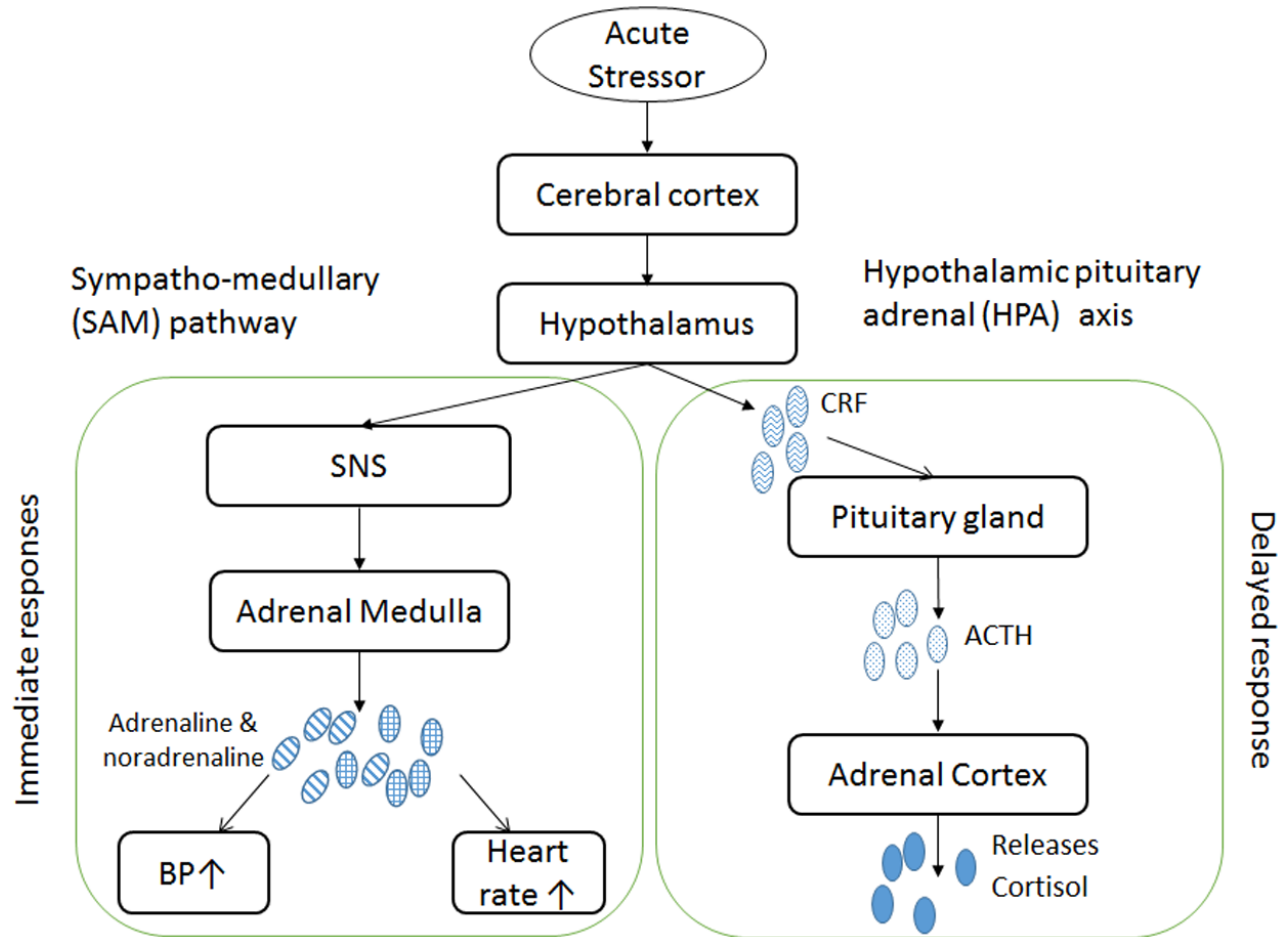 Acute
Stressor
Cerebral cortex
Sympatho-medullary
(SAM) pathway
Hypothalamus
Hypothalamic pituitary
adrenal (HPA) axis
Immediate responses
SNS
Adrenal Medulla
Adrenaline &
noradrenaline
BP ↑
Heart
rate ↑
CRF
Pituitary gland
ACTH
Adrenal Cortex
Releases
Cortisol
Delayed response